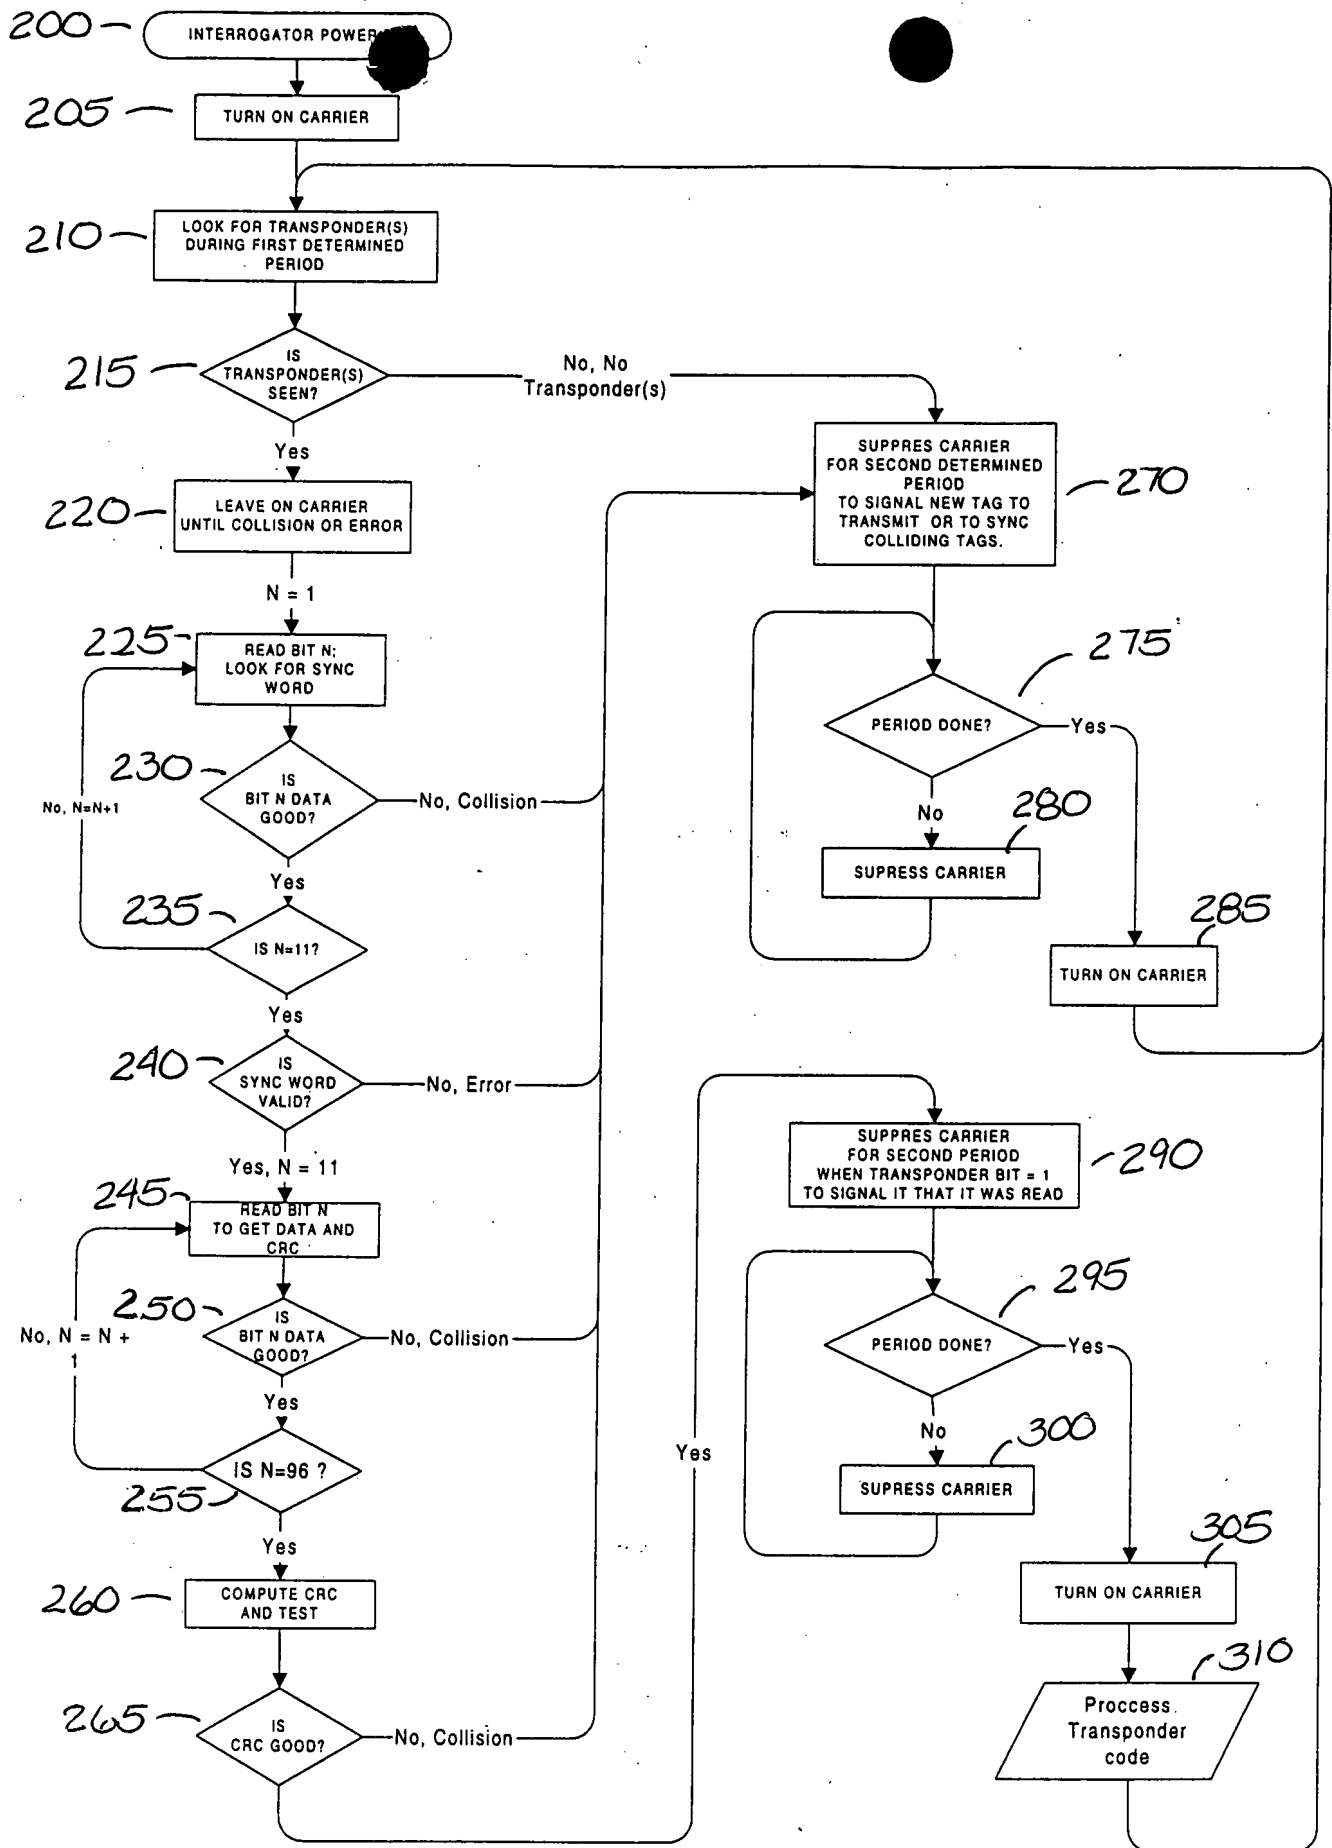 200
INTERROGATOR POWER
205
TURN ON CARRIER
210
LOOK FOR TRANSPONDER(S)
DURING FIRST DETERMINED
PERIOD
215
IS
TRANSPONDER(S)
SEEN?
No, No
Transponder(s)
Yes
220
LEAVE ON CARRIER
UNTIL COLLISION OR ERROR
N = 1
225
READ BIT N;
LOOK FOR SYNC
WORD
230
IS
BIT N DATA
GOOD?
No, Collision
No, N=N+1
Yes
235
IS N=11?
Yes
240
IS
SYNC WORD
VALID?
No, Error
Yes, N = 11
245
READ BIT N
TO GET DATA AND
CRC
250
IS
BIT N DATA
GOOD?
No, Collision
No, N = N +
1
Yes
IS N=96 ?
255
Yes
260
COMPUTE CRC
AND TEST
265
IS
CRC GOOD?
No, Collision
Yes
SUPPRES CARRIER
FOR SECOND DETERMINED
PERIOD
TO SIGNAL NEW TAG TO
TRANSMIT OR TO SYNC
COLLIDING TAGS.
270
275
PERIOD DONE?
Yes
No
280
SUPRESS CARRIER
285
TURN ON CARRIER
SUPPRES CARRIER
FOR SECOND PERIOD
WHEN TRANSPONDER BIT = 1
TO SIGNAL IT THAT IT WAS READ
290
295
PERIOD DONE?
Yes
No
300
SUPRESS CARRIER
305
TURN ON CARRIER
310
Proccess
Transponder
code